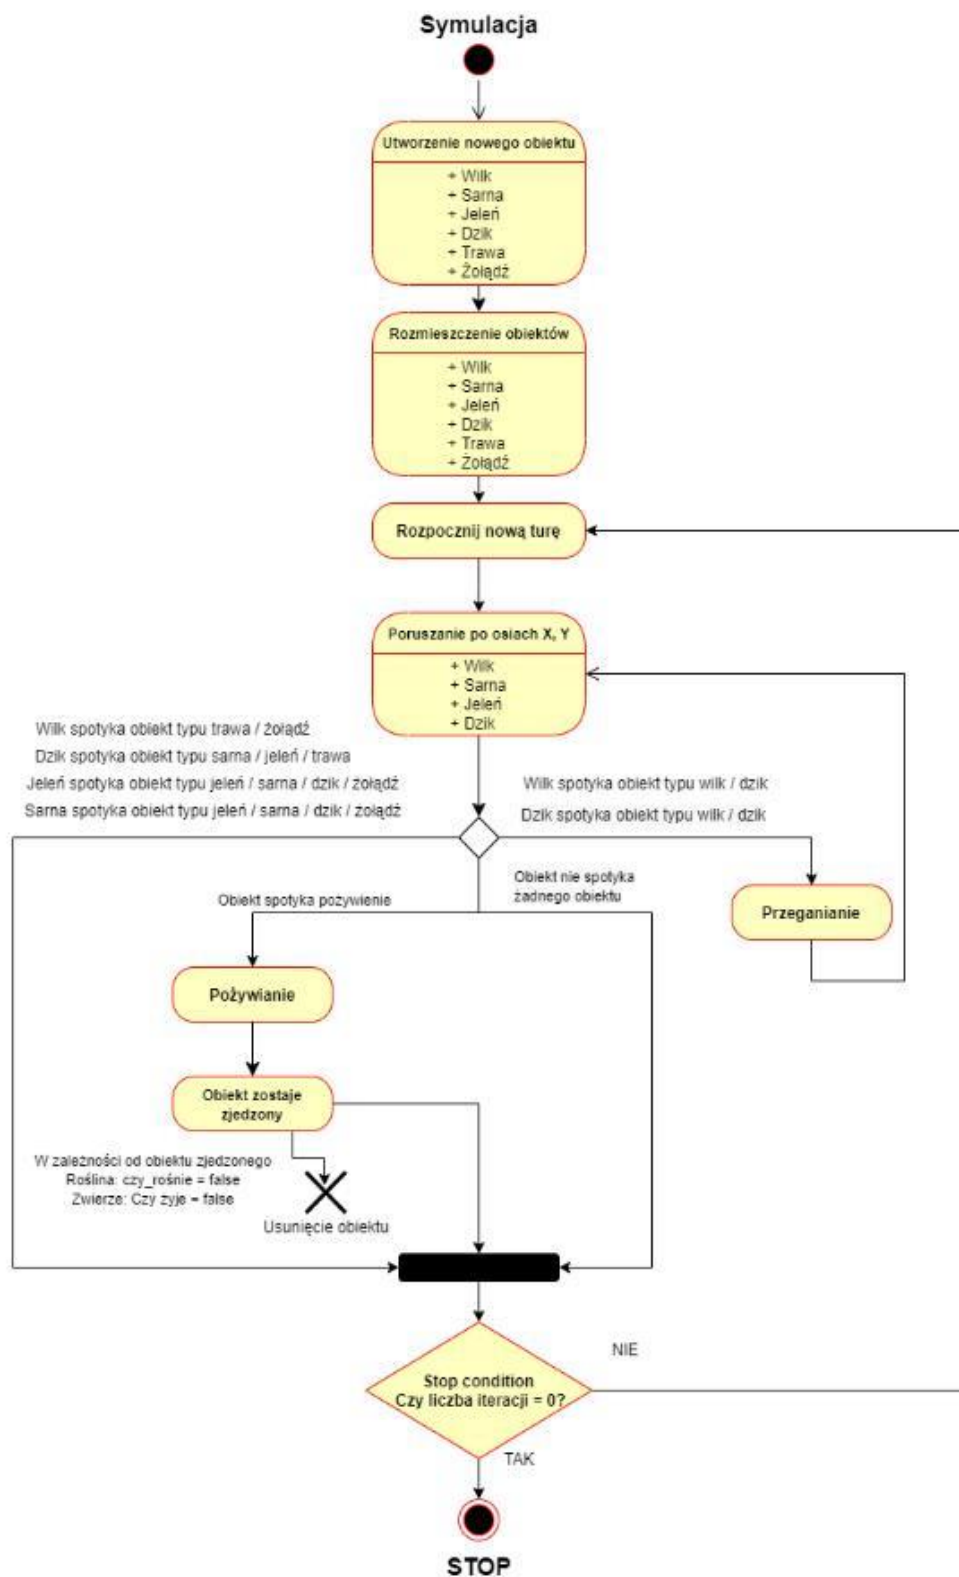 Symulacja
Utworzenie nowego obiektu
+ Wilk
+ Sarna
+ Jeleń
+ Dzik
+ Trawa
+ Żołądź
Rozmieszczenie obiektów
+ Wilk
+ Sarna
+ Jeleń
+ Dzik
+ Trawa
+ Żołądź
Rozpocznij nową turę
Poruszanie po osiach X, Y
+ Wilk
+ Sarna
+ Jeleń
+ Dzik
Wilk spotyka obiekt typu trawa / żołądź
Dzik spotyka obiekt typu sarna / jeleń / trawa
Jeleń spotyka obiekt typu jeleń / sarna / dzik / żołądź
Sarna spotyka obiekt typu jeleń / sarna / dzik / żołądź
Wilk spotyka obiekt typu wilk / dzik
Dzik spotyka obiekt typu wilk / dzik
Obiekt nie spotyka
żadnego obiektu
Obiekt spotyka pożywienie
Przeganianie
Pożywianie
Obiekt zostaje
zjedzony
W zależności od obiektu zjedzonego
Roślina: czy_rośnie = false
Zwierze: Czy żyje = false
Usunięcie obiektu
Stop condition
Czy liczba iteracji = 0?
NIE
TAK
STOP